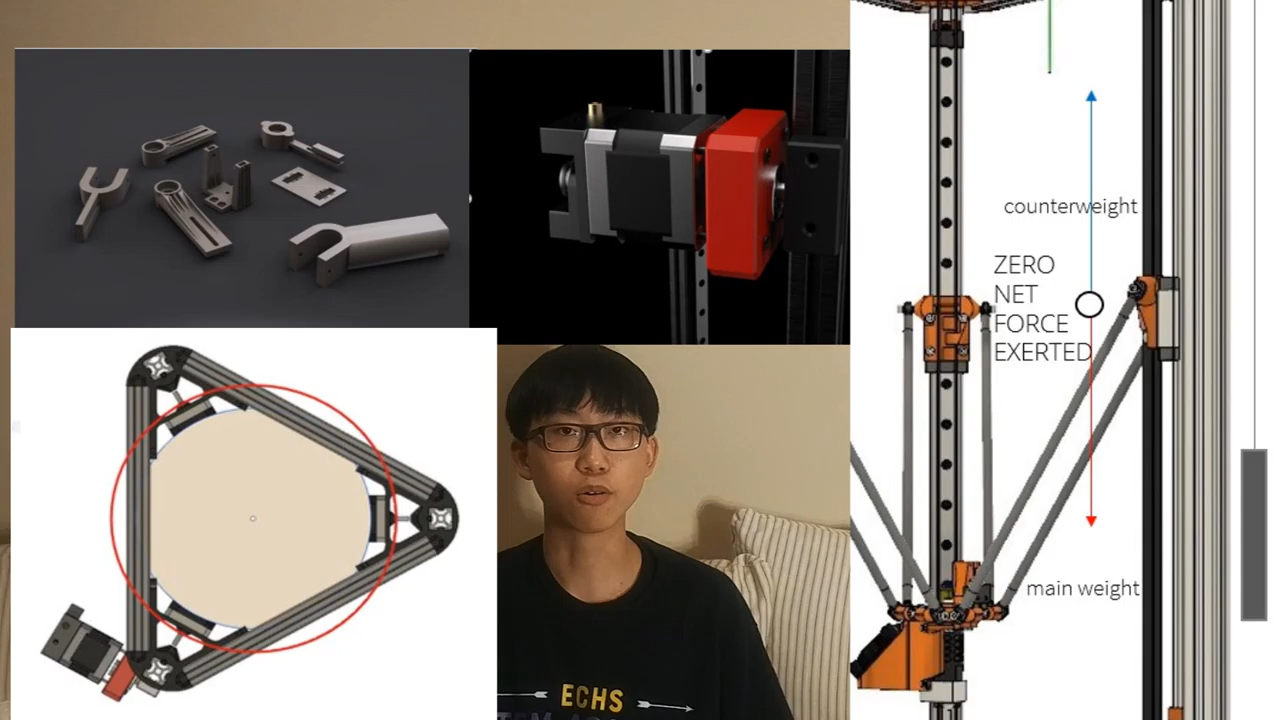 counterweight
ZERO
NET
FORCE
EXERTED
main weight
ECHS